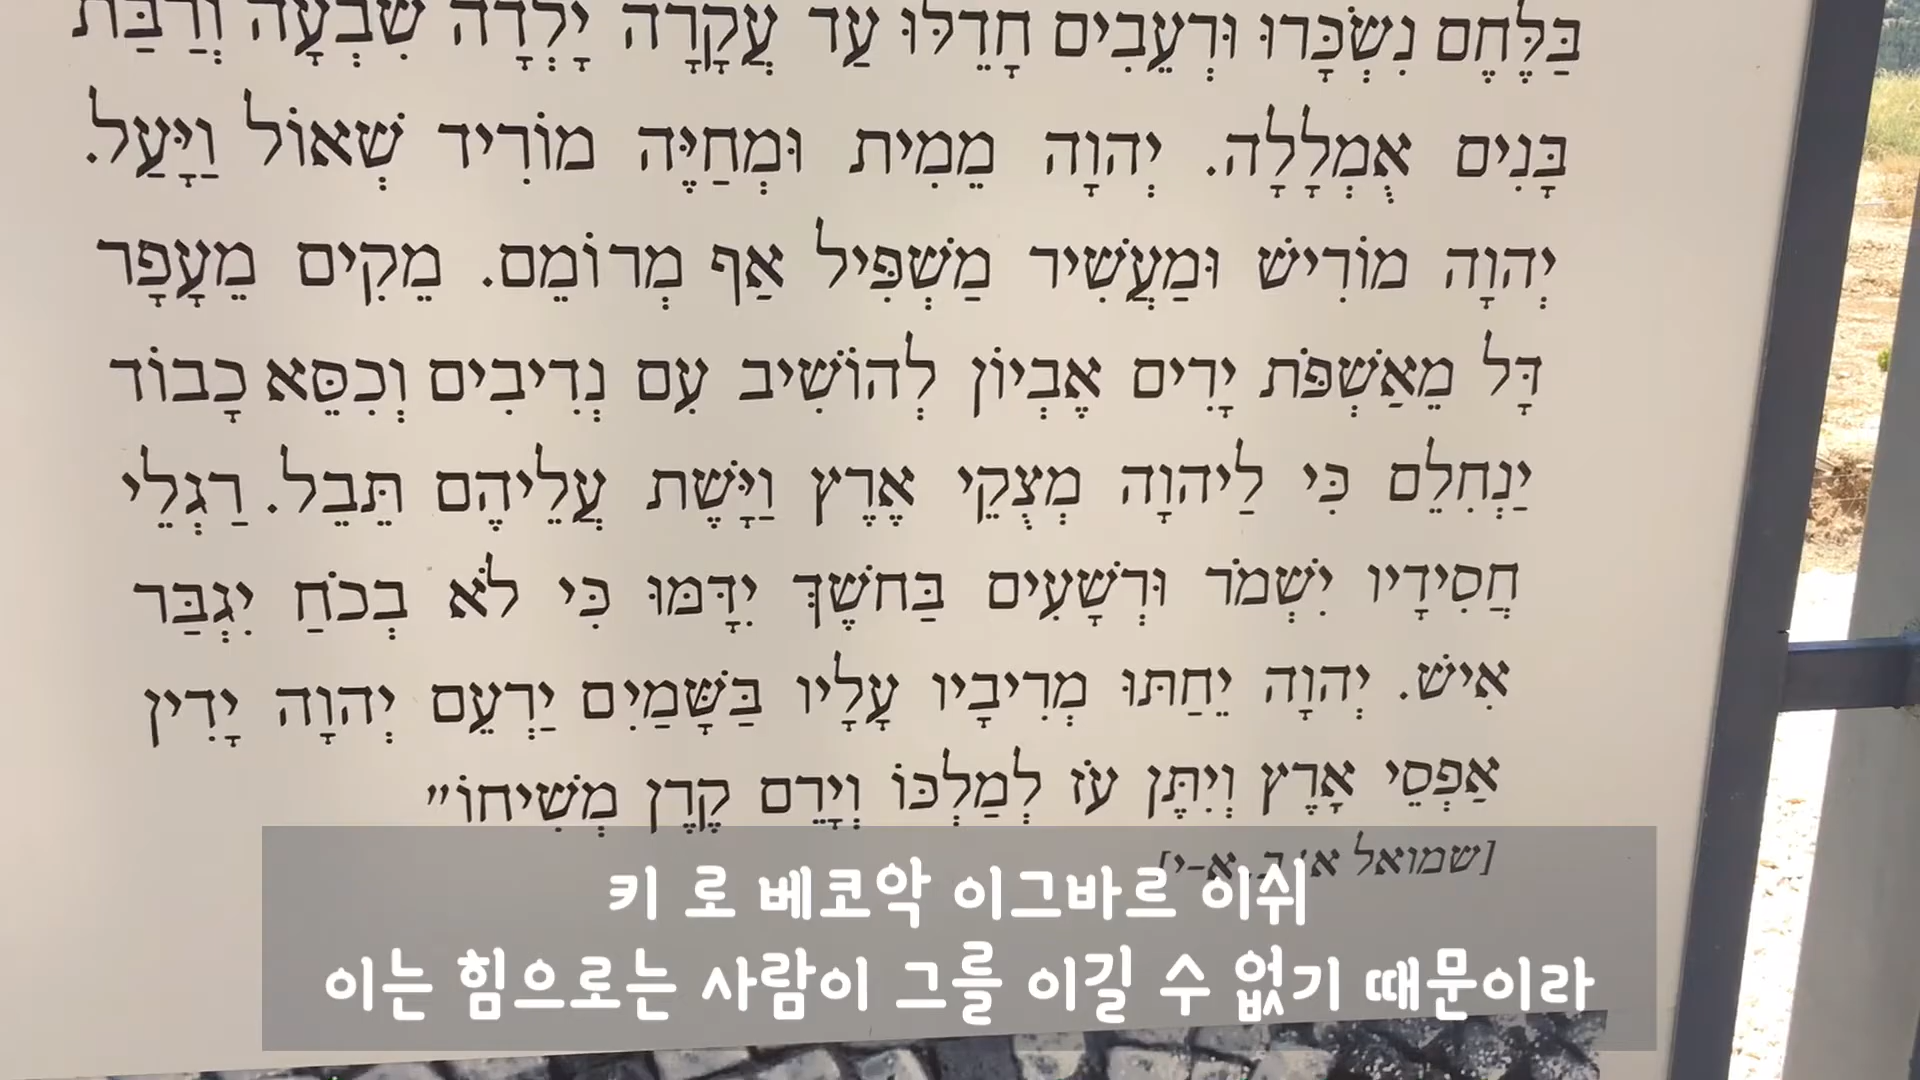 בַּלֶּחֶם נִשְׂכָּרוּ וּרְעֵבִים חָדֵלּוּ עַד עֲקָרָה יָלְדָה שִׁבְעָה וְרַבַּת
בָּנִים אֻמְלָלָה. יְהוָה מֵמִית וּמְחַיֶּה מוֹרִיד שְׁאוֹל וַיָּעַל.
יְהוָה מוֹרִישׁ וּמַעֲשִׁיר מַשְׁפִּיל אַף מְרוֹמֵם. מֵקִים מֵעָפָר
דָּל מֵאַשְׁפֹּת יָרִים אֶבְיוֹן לְהוֹשִׁיב עִם נְדִיבִים וְכִסֵּא כָבוֹד
יַנְחִלֵם כִּי לַיהוָה מְצֻקֵי אֶרֶץ וַיָּשֶׁת עֲלֵיהֶם תֵּבֵל. רַגְלֵי
חֲסִידָיו יִשְׁמֹר וּרְשָׁעִים בַּחשֶׁךְ יִדָּמּוּ כִּי לֹא בְכֹחַ יִגְבַּר
אִישׁ. יְהוָה יֵחַתּוּ מְרִיבָיו עָלָיו בַּשָּׁמַיִם יַרְעֵם יְהוָה יָדִין
אַפְסֵי אָרֶץ וְיִתֶּן עֹז לְמַלְכּוֹ וְיָרֵם קֶרֶן מְשִׁיחוֹ״
[שמואל א׳ ב, א-י]
키 로 베코악 이그바르 이쉬
이는 힘으로는 사람이 그를 이길 수 없기 때문이라